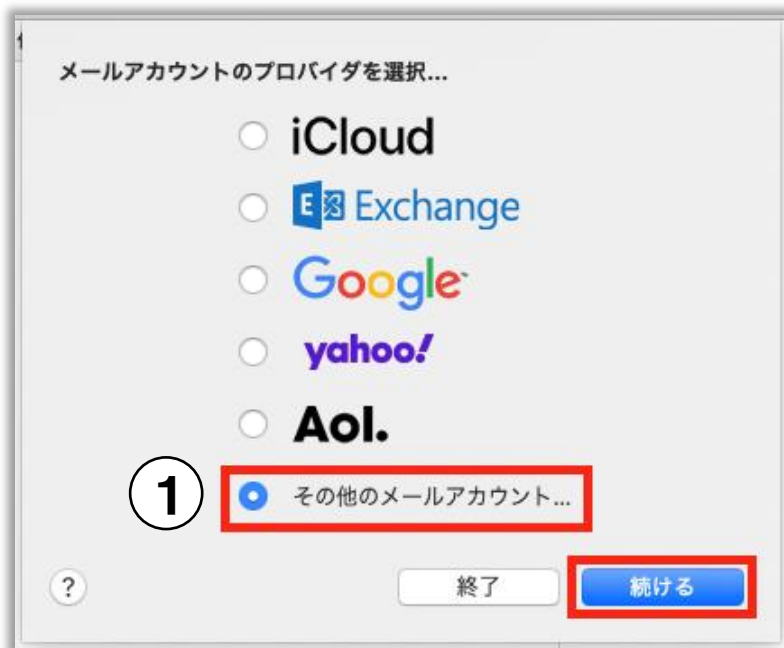 メールアカウントのプロバイダを選択...
iCloud
E Exchange
Google
yahoo!
Aol.
1 その他のメールアカウント...
? 終了 続ける